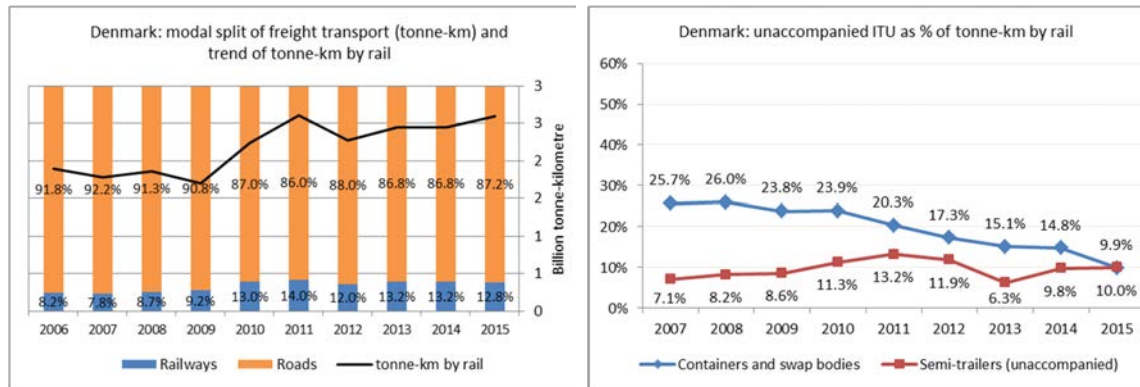 Denmark: modal split of freight transport (tonne-km) and
trend of tonne-km by rail
3
3
2
2
1
1
0
Billion tonne-kilometre
91.8% 92.2% 91.3% 90.8% 87.0% 86.0% 88.0% 86.8% 86.8% 87.2%
8.2% 7.8% 8.7% 9.2% 13.0% 14.0% 12.0% 13.2% 13.2% 12.8%
2006 2007 2008 2009 2010 2011 2012 2013 2014 2015
Railways Roads tonne-km by rail
Denmark: unaccompanied ITU as % of tonne-km by rail
60%
50%
40%
30%
20%
10%
0%
25.7% 26.0% 23.8% 23.9% 20.3% 17.3% 15.1% 14.8% 9.9%
7.1% 8.2% 8.6% 11.3% 13.2% 11.9% 6.3% 9.8% 10.0%
2007 2008 2009 2010 2011 2012 2013 2014 2015
Containers and swap bodies Semi-trailers (unaccompanied)